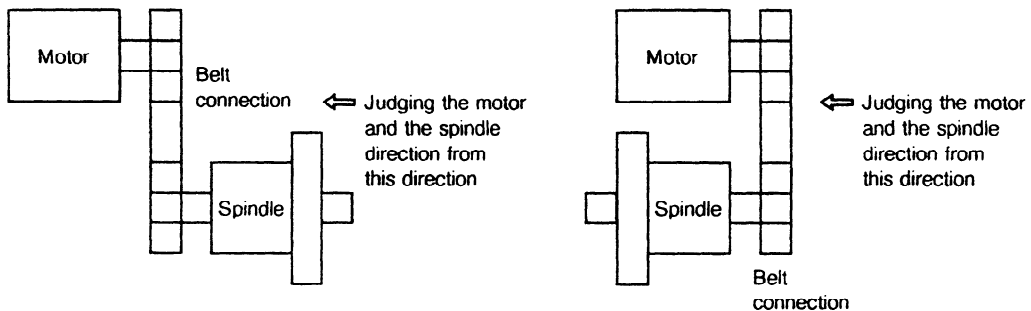 Motor
Belt
connection
Judging the motor
and the spindle
direction from
this direction
Spindle
Motor
Judging the motor
and the spindle
direction from
this direction
Spindle
Belt
connection